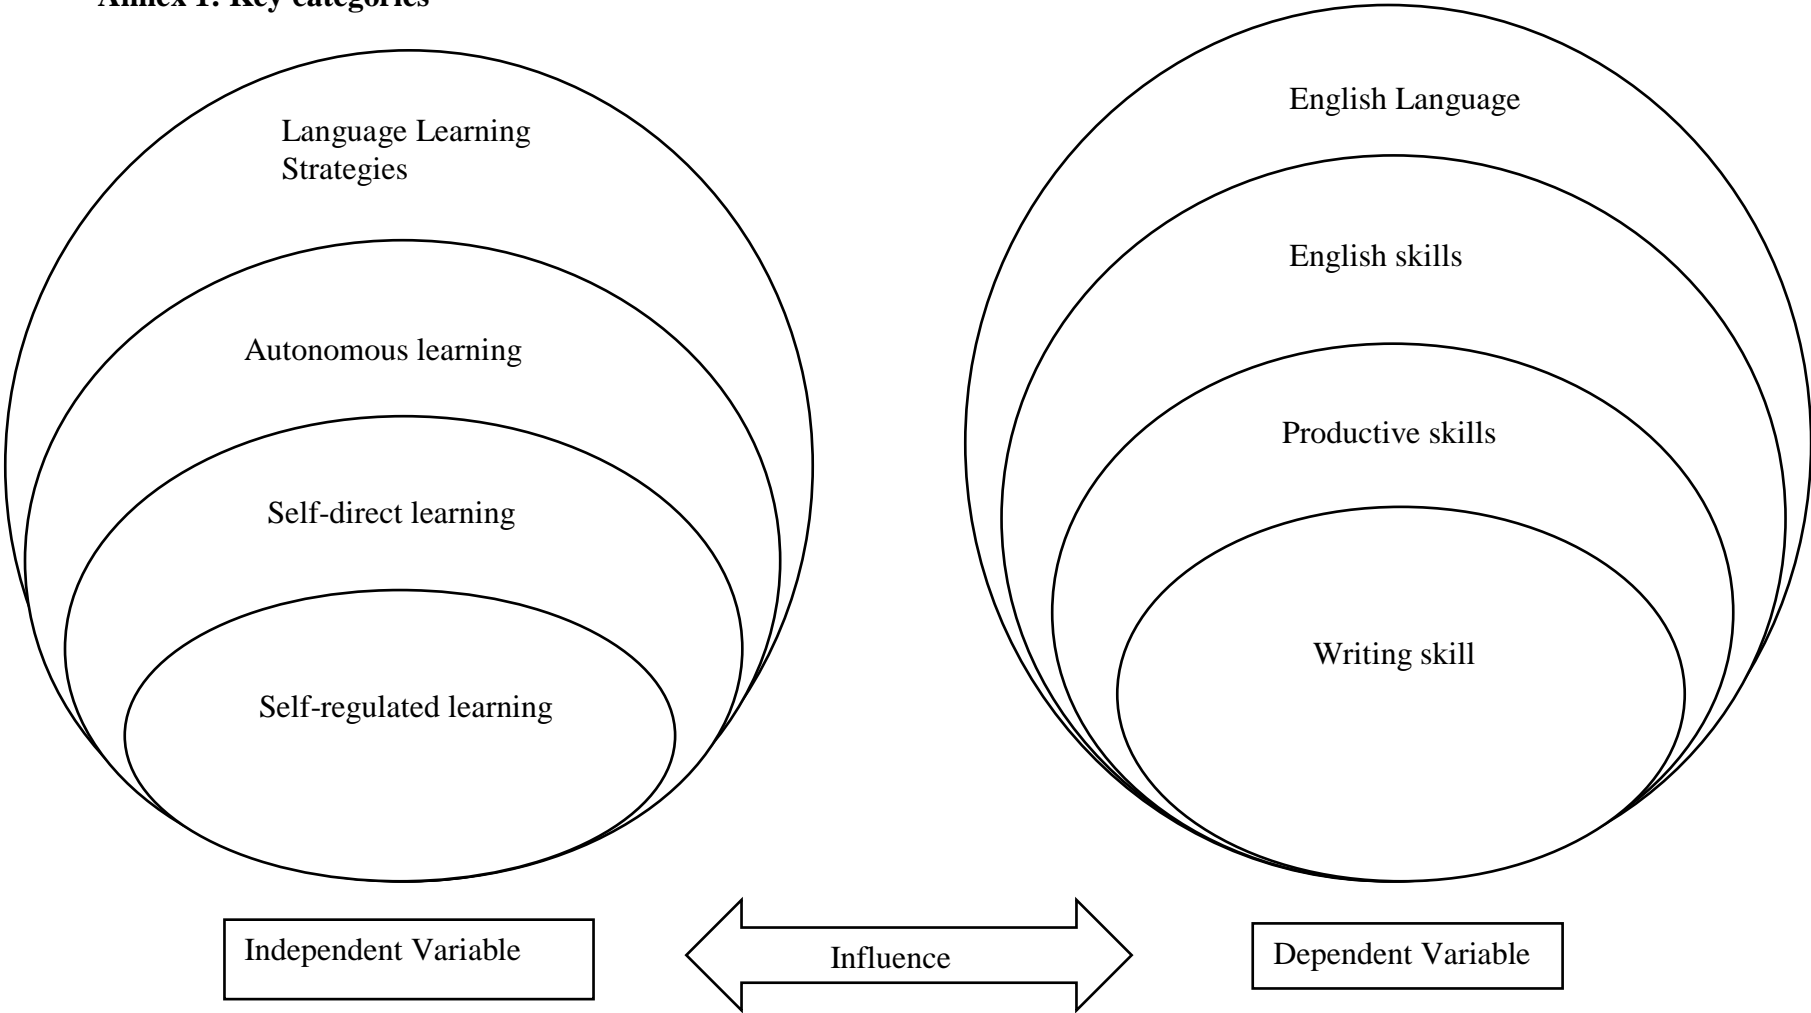 Annex 1: Key categories
Language Learning
Strategies
Autonomous learning
Self-direct learning
Self-regulated learning
English Language
English skills
Productive skills
Writing skill
Independent Variable
Influence
Dependent Variable